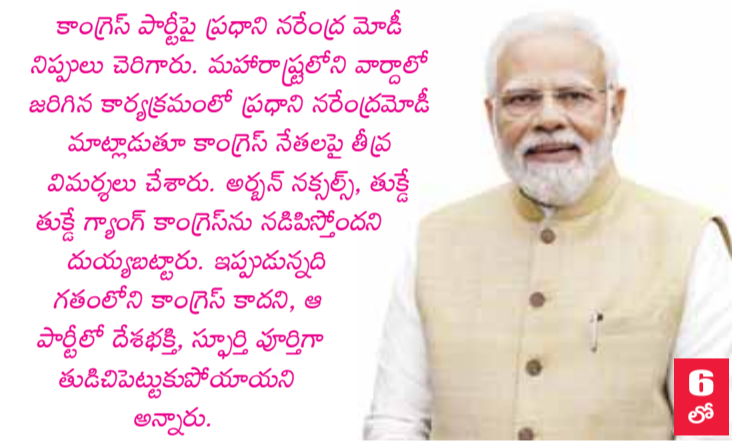 కాంగ్రెస్ పార్టీపై ప్రధాని నరేంద్ర మోడీ
నిప్పులు చెరిగారు. మహారాష్ట్రలోని వార్దాలో
జరిగిన కార్యక్రమంలో ప్రధాని నరేంద్రమోడీ
మాట్లాడుతూ కాంగ్రెస్ నేతలపై తీవ్ర
విమర్శలు చేశారు. అర్బన్ నక్సల్స్, తుక్డే
తుక్డే గ్యాంగ్ కాంగ్రెస్‌ను నడిపిస్తోందని
దుయ్యబట్టారు. ఇప్పుడున్నది
గతంలోని కాంగ్రెస్ కాదని, ఆ
పార్టీలో దేశభక్తి, స్ఫూర్తి పూర్తిగా
తుడిచిపెట్టుకుపోయాయని
అన్నారు.
6
లో